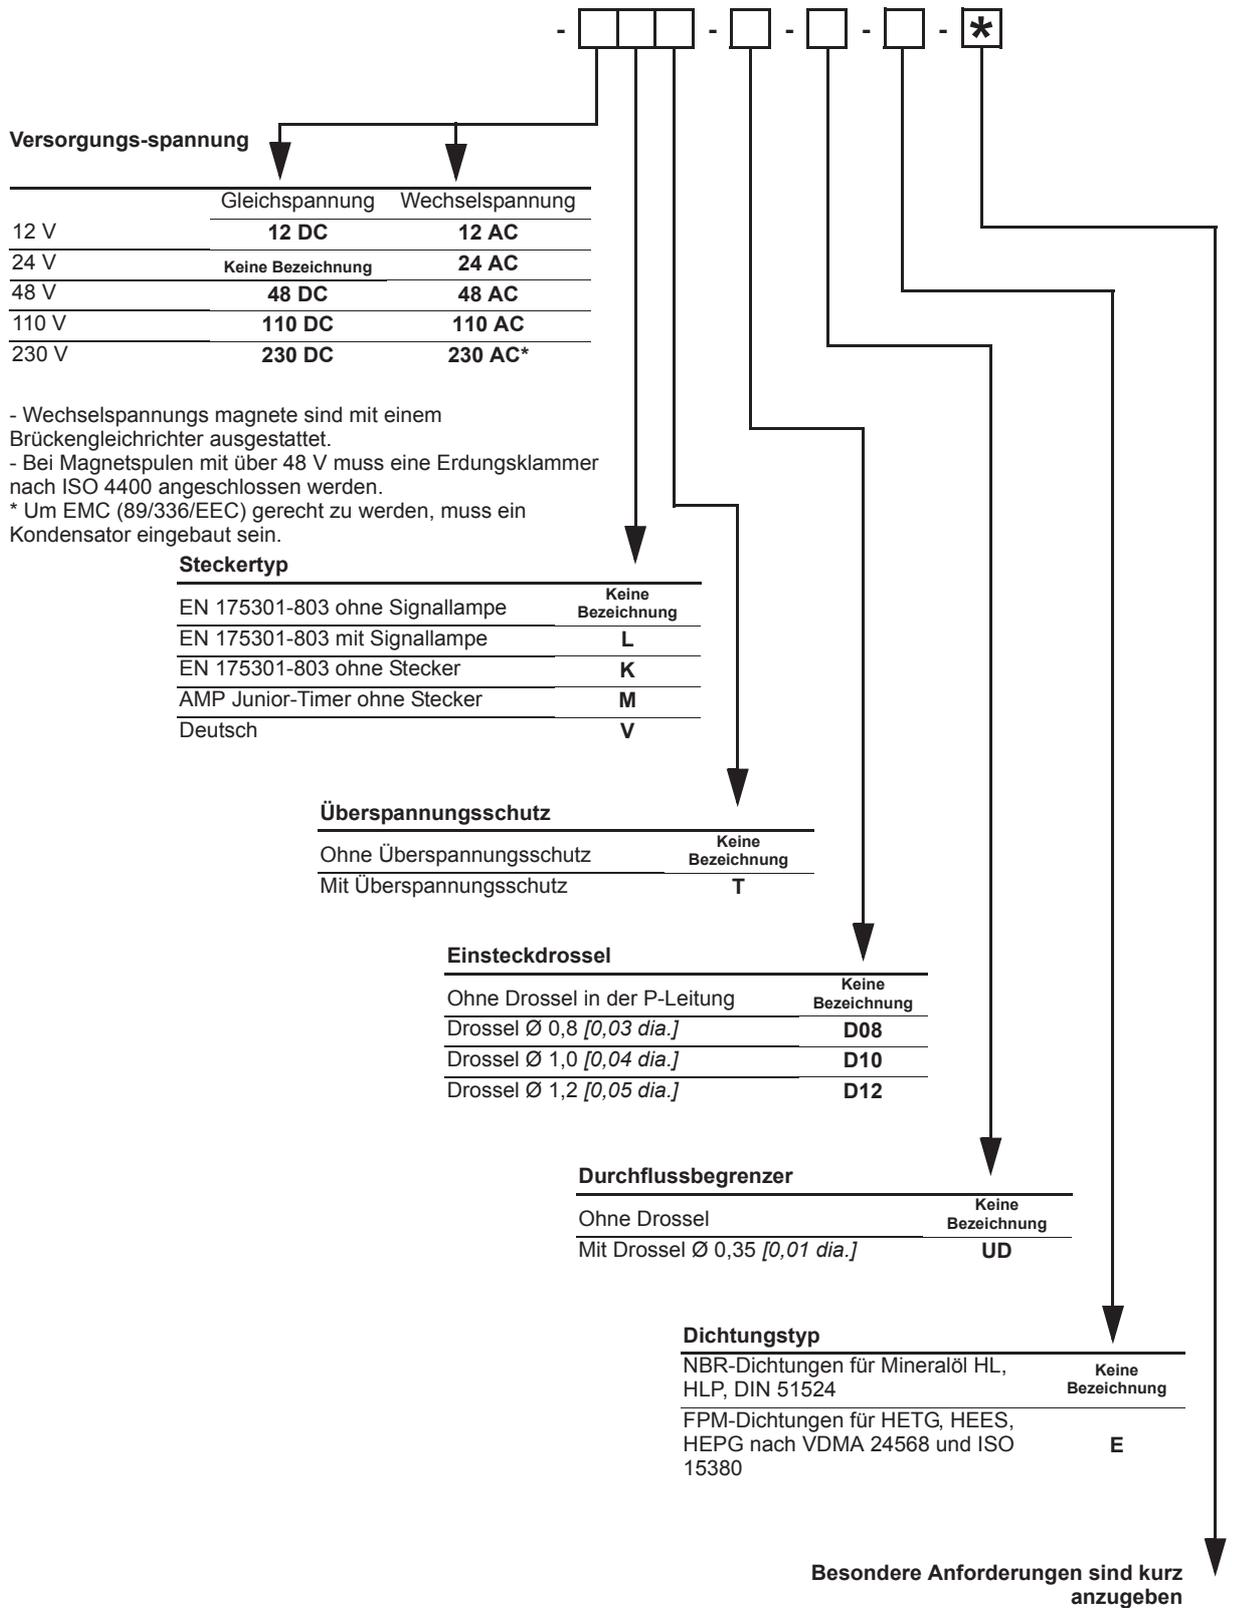 - - - - *
Versorgungs-spannung
Gleichspannung Wechselspannung
12 V 12 DC 12 AC
24 V Keine Bezeichnung 24 AC
48 V 48 DC 48 AC
110 V 110 DC 110 AC
230 V 230 DC 230 AC*
- Wechselspannungs magnete sind mit einem
Brückengleichrichter ausgestattet.
- Bei Magnetspulen mit über 48 V muss eine Erdungsklammer
nach ISO 4400 angeschlossen werden.
* Um EMC (89/336/EEC) gerecht zu werden, muss ein
Kondensator eingebaut sein.
Steckertyp
EN 175301-803 ohne Signallampe Keine
Bezeichnung
EN 175301-803 mit Signallampe L
EN 175301-803 ohne Stecker K
AMP Junior-Timer ohne Stecker M
Deutsch V
Überspannungsschutz
Ohne Überspannungsschutz Keine
Bezeichnung
Mit Überspannungsschutz T
Einsteckdrossel
Ohne Drossel in der P-Leitung Keine
Bezeichnung
Drossel Ø 0,8 [0,03 dia.] D08
Drossel Ø 1,0 [0,04 dia.] D10
Drossel Ø 1,2 [0,05 dia.] D12
Durchflussbegrenzer
Ohne Drossel Keine
Bezeichnung
Mit Drossel Ø 0,35 [0,01 dia.] UD
Dichtungstyp
NBR-Dichtungen für Mineralöl HL, Keine
HLP, DIN 51524 Bezeichnung
FPM-Dichtungen für HETG, HEES,
HEPG nach VDMA 24568 und ISO E
15380
Besondere Anforderungen sind kurz
anzugeben